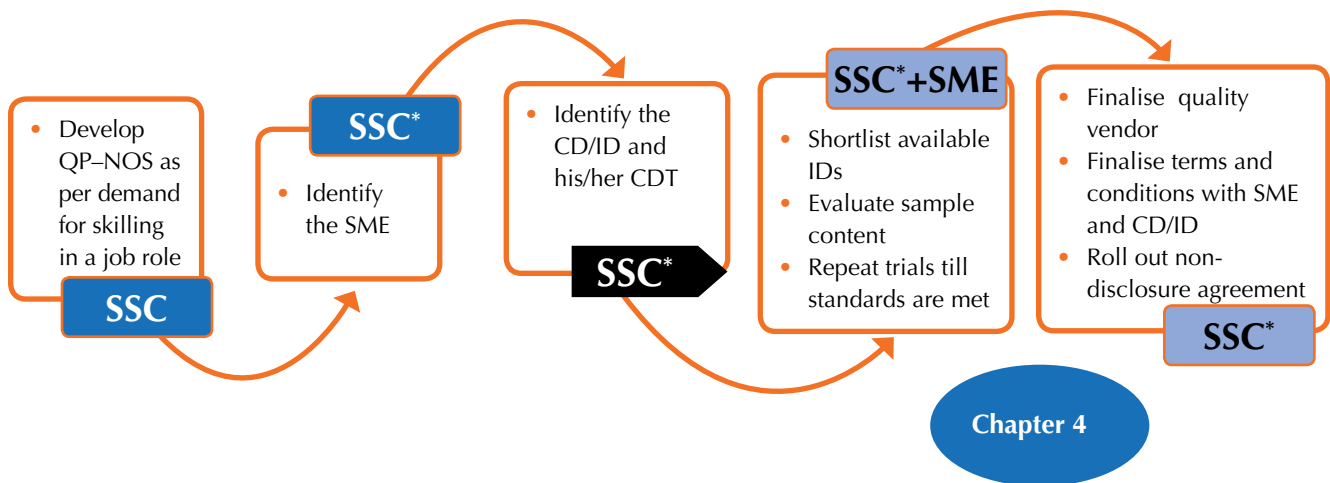 • Develop
QP–NOS as
per demand
for skilling
in a job role
SSC
SSC*
• Identify
the SME
• Identify the
CD/ID and
his/her CDT
SSC*
SSC*+SME
• Shortlist available
IDs
• Evaluate sample
content
• Repeat trials till
standards are met
• Finalise quality
vendor
• Finalise terms and
conditions with SME
and CD/ID
• Roll out non-
disclosure agreement
SSC*
Chapter 4